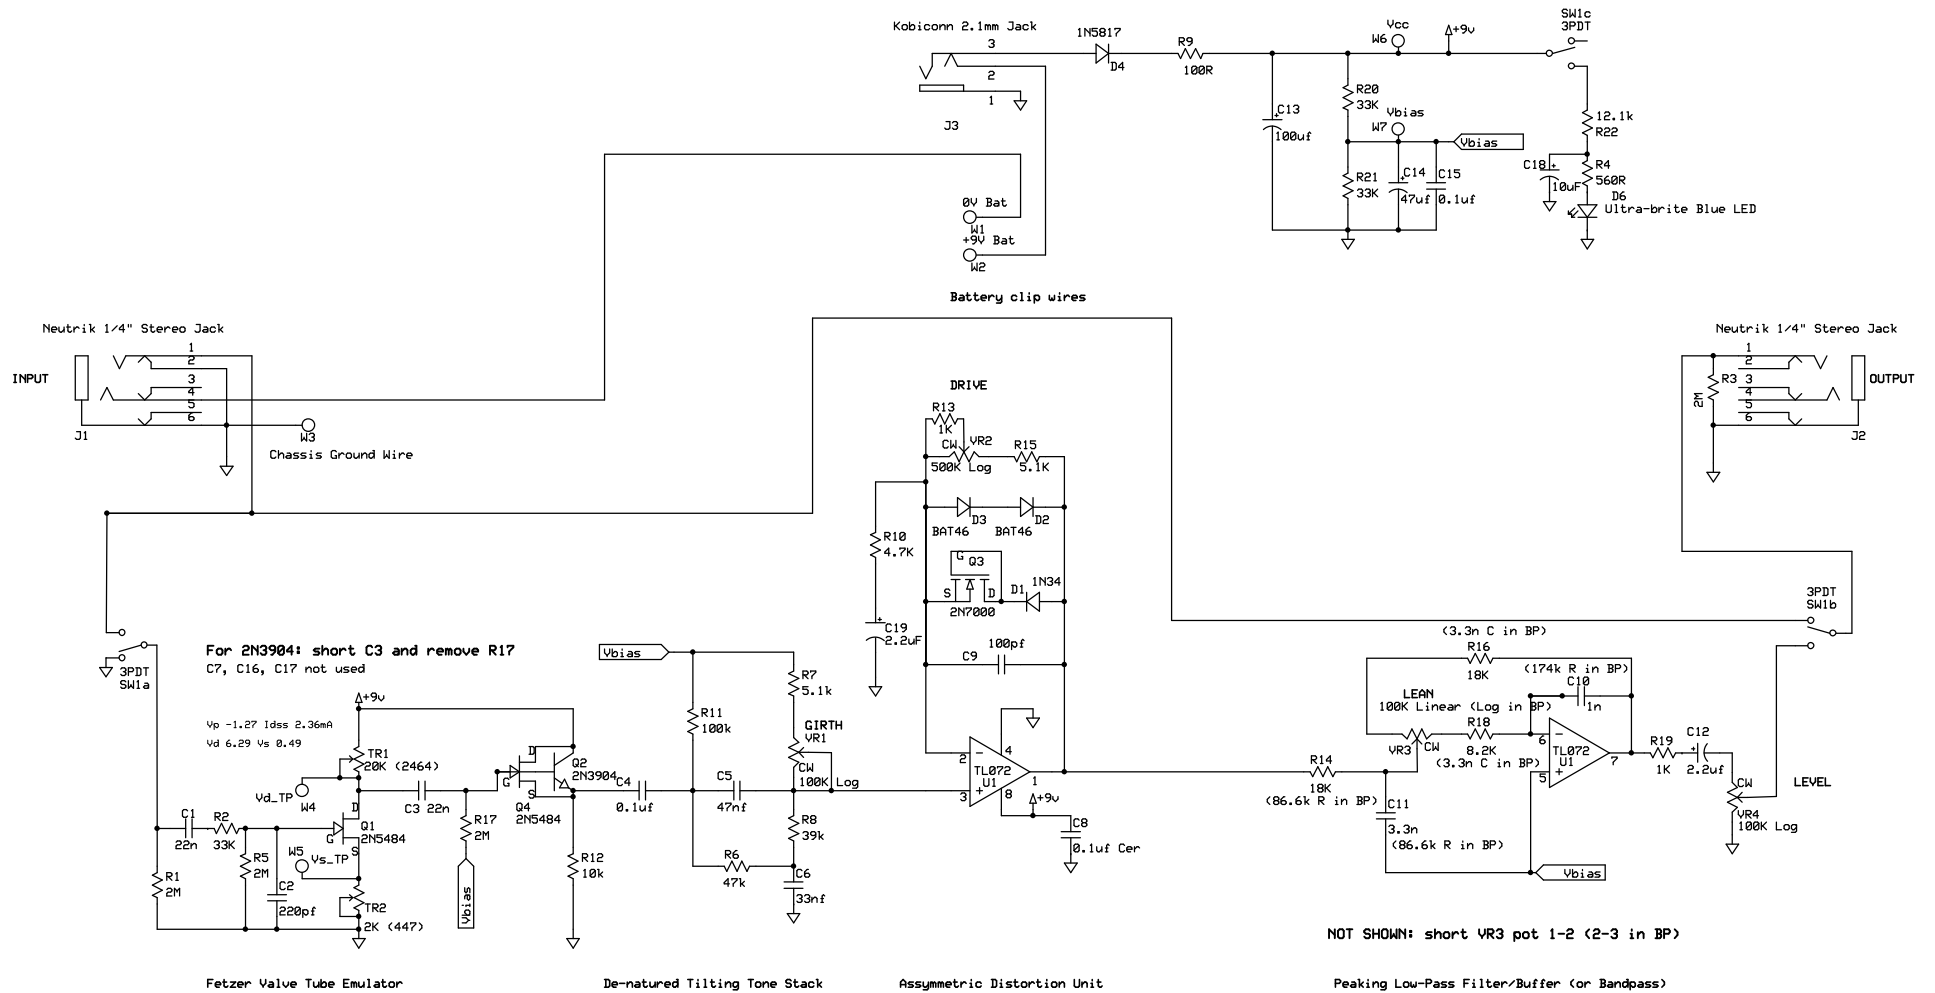 SW1c
3PDT
Kobiconn 2.1mm Jack
3
2
1
J3
1N5817
D4
R9
100R
Vcc
W6
+9v
R20
33K
C13
100uf
Vbias
W7
Vbias
R21
33K
C14
47uf
C15
0.1uf
12.1k
R22
C18
10uF
R4
560R
D6
Ultra-brite Blue LED
0V Bat
W1
+9V Bat
W2
Battery clip wires
Neutrik 1/4" Stereo Jack
INPUT
1
2
3
4
5
6
J1
W3
Chassis Ground Wire
Neutrik 1/4" Stereo Jack
OUTPUT
1
2
3
4
5
6
R3
2M
J2
DRIVE
R13
1K
CW
VR2
500K Log
R15
5.1K
D3
BAT46
D2
BAT46
R10
4.7K
G
Q3
S
D
2N7000
D1
1N34
C19
2.2uF
100pf
C9
3PDT
SW1a
For 2N3904: short C3 and remove R17
C7, C16, C17 not used
+9v
Vp -1.27 Idss 2.36mA
Vd 6.29 Vs 0.49
TR1
20K (2464)
Vd_TP
W4
C1
22n
R2
33K
D
G
S
Q1
2N5484
W5
Vs_TP
R5
2M
C2
220pf
R1
2M
TR2
2K (447)
C3 22n
R17
2M
Vbias
D
G
S
Q2
2N3904
Q4
2N5484
R12
10k
C4
0.1uf
Vbias
R11
100k
R7
5.1k
GIRTH
VR1
CW
100K Log
C5
47nf
R8
39k
R6
47k
C6
33nf
4
2
TL072
U1
1
3
8
+9v
C8
0.1uf Cer
R14
18K
(86.6k R in BP)
C11
3.3n
(86.6k R in BP)
(3.3n C in BP)
R16
18K
(174k R in BP)
C10
1n
LEAN
100K Linear (Log in BP)
VR3
CW
R18
8.2K
(3.3n C in BP)
6
TL072
U1
7
5
Vbias
R19
1K
C12
2.2uf
CW
LEVEL
VR4
100K Log
3PDT
SW1b
NOT SHOWN: short VR3 pot 1-2 (2-3 in BP)
Fetzer Valve Tube Emulator
De-natured Tilting Tone Stack
Assymmetric Distortion Unit
Peaking Low-Pass Filter/Buffer (or Bandpass)